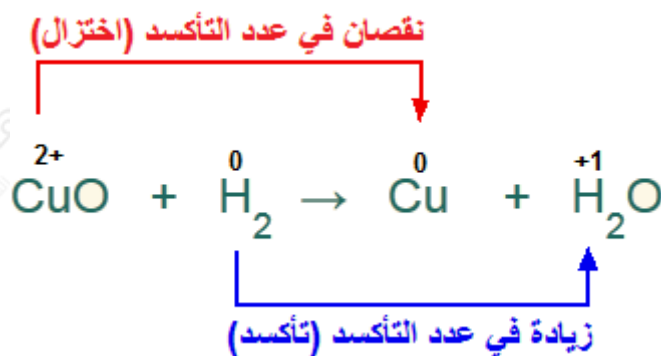 نقصان في عدد التأكسد (اختزال)
2+ 0 0 +1
CuO + H₂ → Cu + H₂O
زيادة في عدد التأكسد (تأكسد)